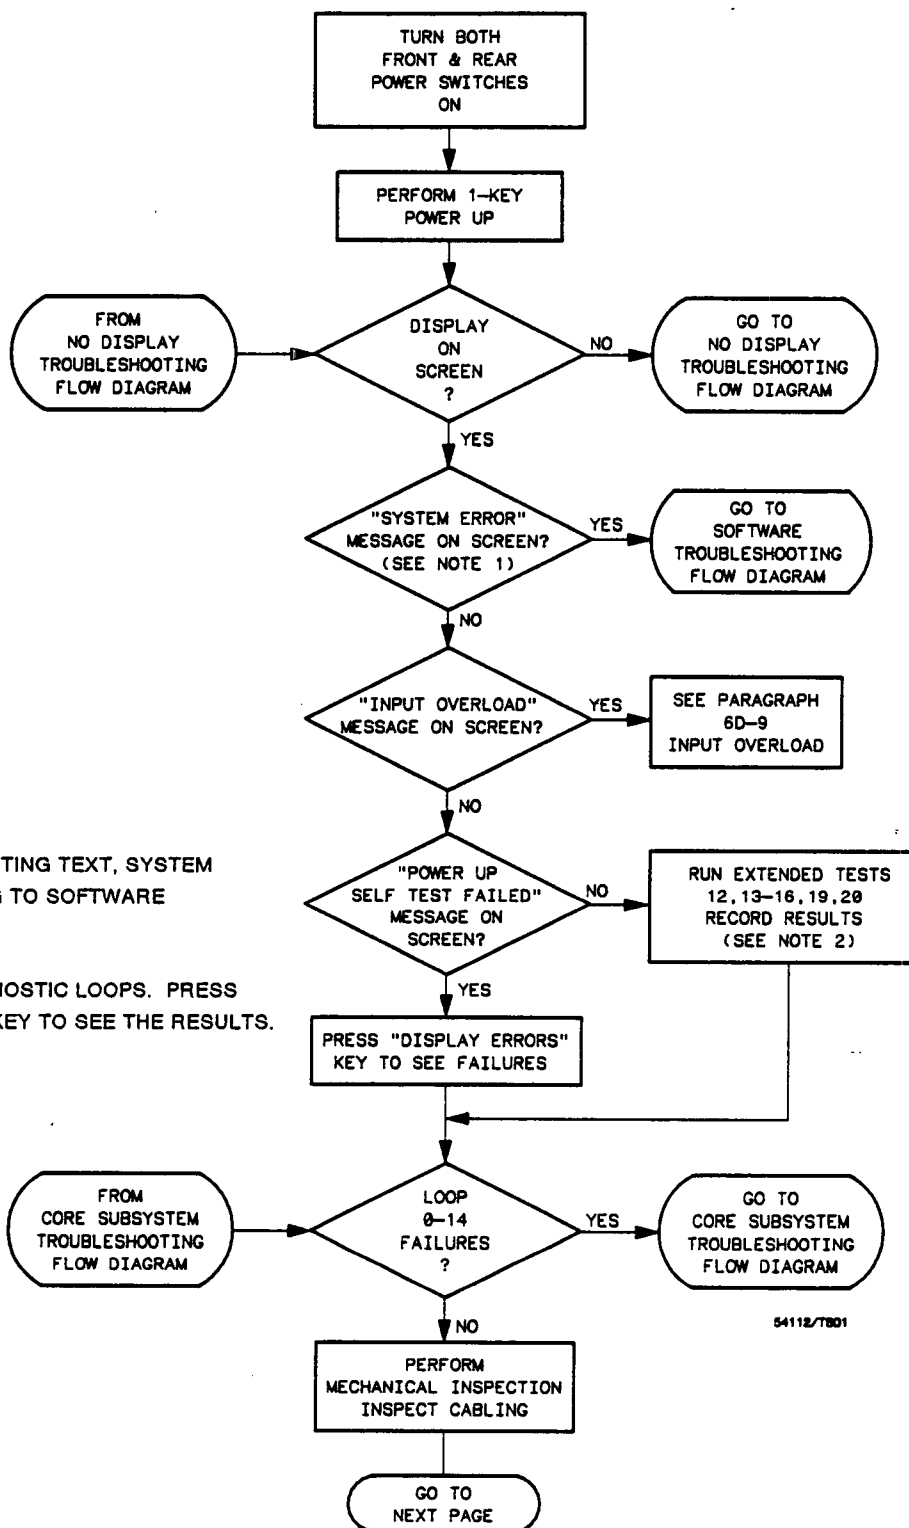 TURN BOTH
FRONT & REAR
POWER SWITCHES
ON
PERFORM 1-KEY
POWER UP
FROM
NO DISPLAY
TROUBLESHOOTING
FLOW DIAGRAM
DISPLAY
ON
SCREEN
?
NO
GO TO
NO DISPLAY
TROUBLESHOOTING
FLOW DIAGRAM
YES
"SYSTEM ERROR"
MESSAGE ON SCREEN?
(SEE NOTE 1)
YES
GO TO
SOFTWARE
TROUBLESHOOTING
FLOW DIAGRAM
NO
"INPUT OVERLOAD"
MESSAGE ON SCREEN?
YES
SEE PARAGRAPH
6D-9
INPUT OVERLOAD
NO
TING TEXT, SYSTEM
G TO SOFTWARE
"POWER UP
SELF TEST FAILED"
MESSAGE ON
SCREEN?
NO
RUN EXTENDED TESTS
12,13-16,19,20
RECORD RESULTS
(SEE NOTE 2)
NOSTIC LOOPS. PRESS
KEY TO SEE THE RESULTS.
YES
PRESS "DISPLAY ERRORS"
KEY TO SEE FAILURES
FROM
CORE SUBSYSTEM
TROUBLESHOOTING
FLOW DIAGRAM
LOOP
0-14
FAILURES
?
YES
GO TO
CORE SUBSYSTEM
TROUBLESHOOTING
FLOW DIAGRAM
54112/T801
NO
PERFORM
MECHANICAL INSPECTION
INSPECT CABLING
GO TO
NEXT PAGE